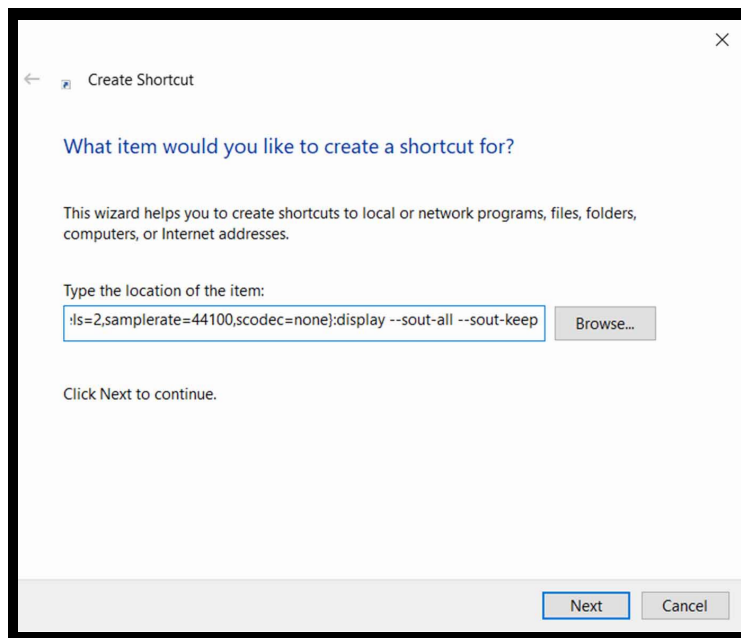 Create Shortcut
What item would you like to create a shortcut for?
This wizard helps you to create shortcuts to local or network programs, files, folders,
computers, or Internet addresses.
Type the location of the item:
ls=2,samplerate=44100,scodec=none}:display --sout-all --sout-keep
Browse...
Click Next to continue.
Next
Cancel